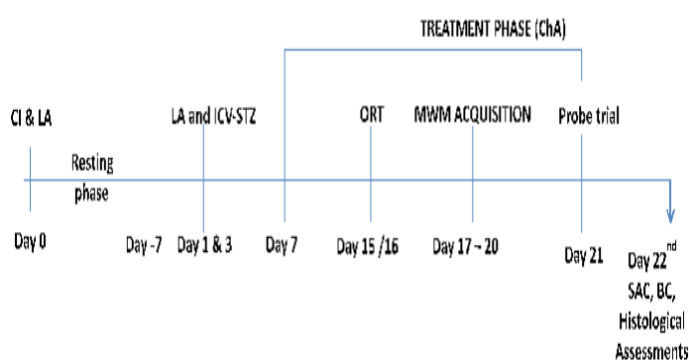 TREATMENT PHASE (ChA)
CI & LA
LA and ICV-STZ
ORT
MWM ACQUISITION
Probe trial
Resting
phase
Day 0
Day -7
Day 1 & 3
Day 7
Day 15 /16
Day 17 – 20
Day 21
Day 22nd
SAC, BC,
Histological
Assessments